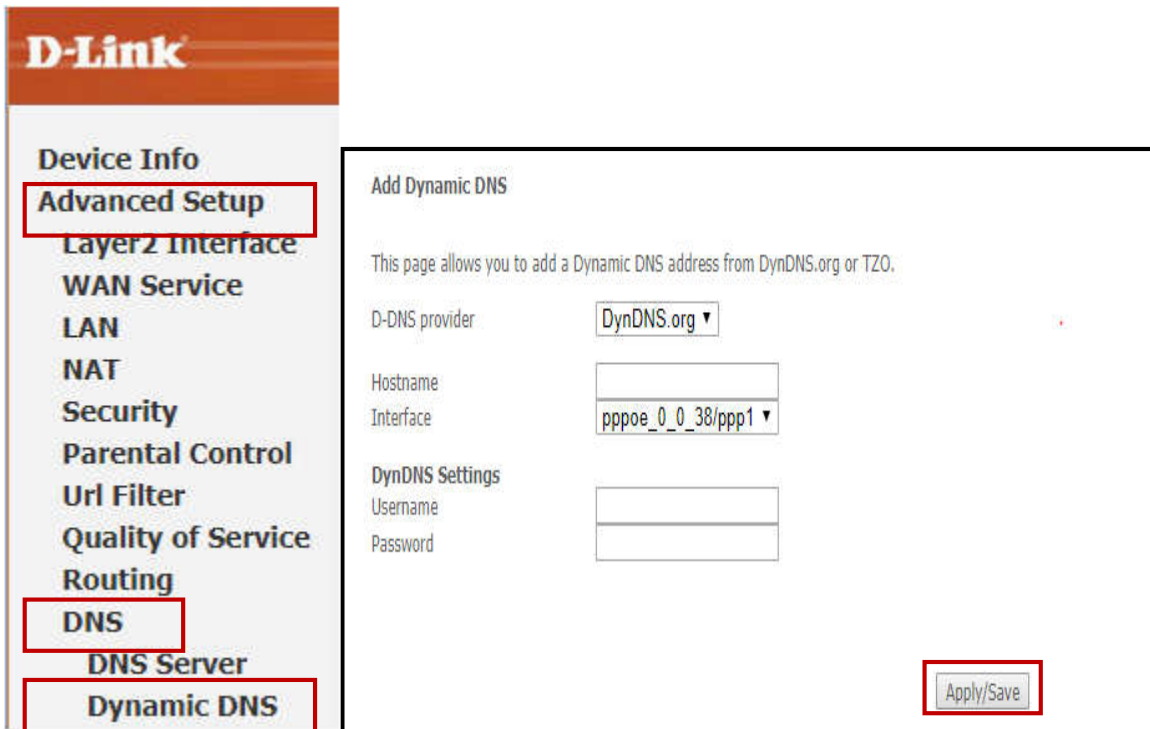 D-Link
Device Info
Advanced Setup
Layer2 Interface
WAN Service
LAN
NAT
Security
Parental Control
Url Filter
Quality of Service
Routing
DNS
DNS Server
Dynamic DNS
Add Dynamic DNS
This page allows you to add a Dynamic DNS address from DynDNS.org or TZO.
D-DNS provider DynDNS.org
Hostname
Interface pppoe_0_0_38/ppp1
DynDNS Settings
Username
Password
Apply/Save